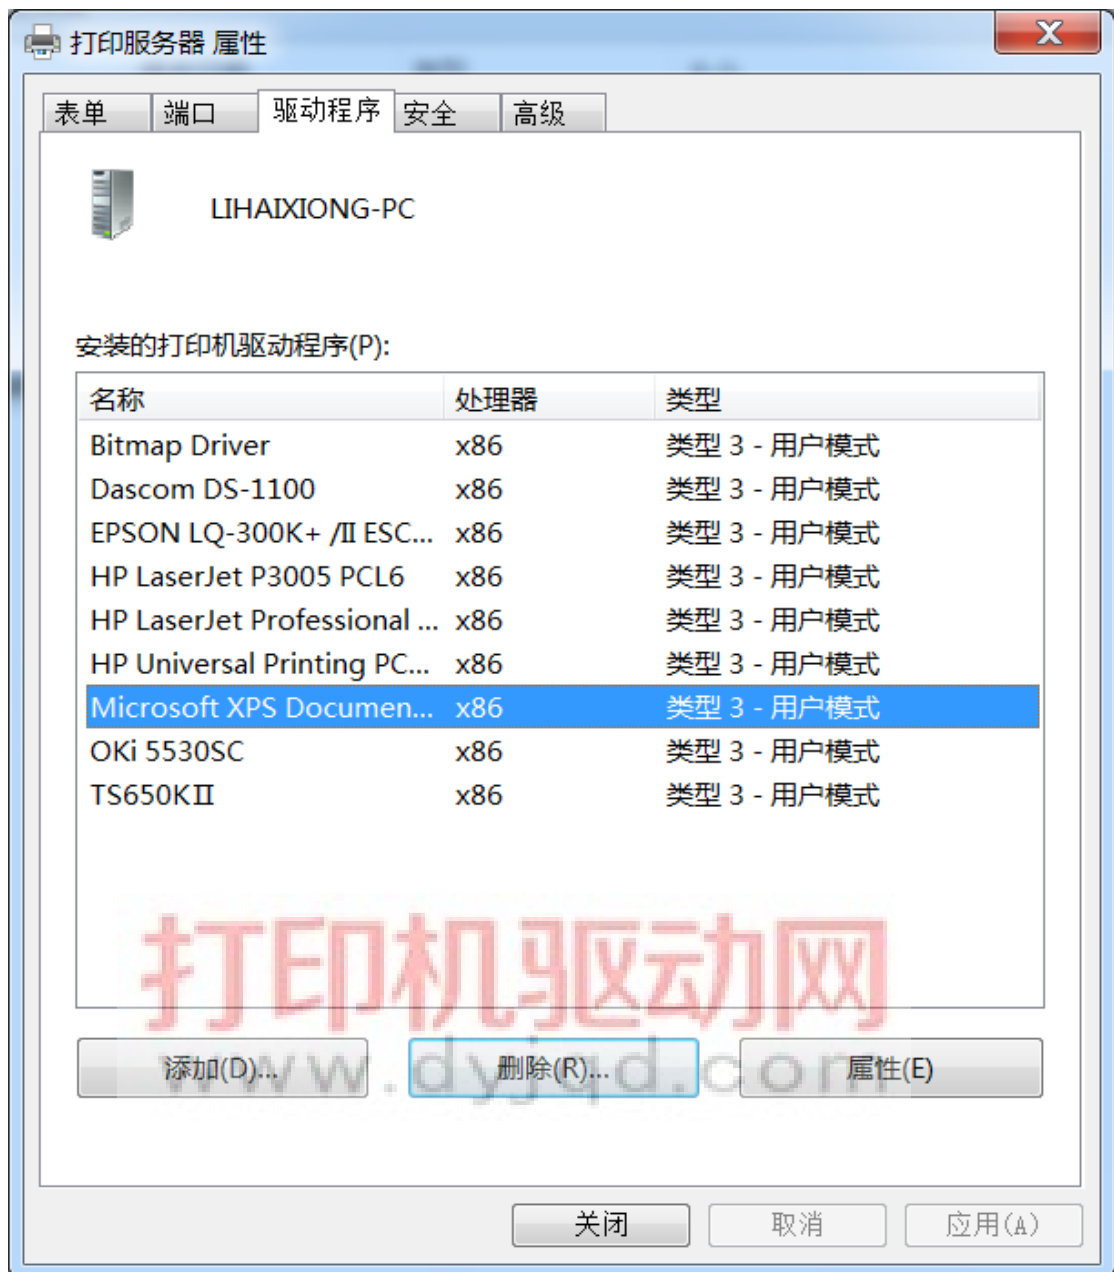 打印服务器 属性
表单 端口 驱动程序 安全 高级
LIHAIXIONG-PC
安装的打印机驱动程序(P):
名称 处理器 类型
Bitmap Driver x86 类型 3 - 用户模式
Dascom DS-1100 x86 类型 3 - 用户模式
EPSON LQ-300K+ /II ESC... x86 类型 3 - 用户模式
HP LaserJet P3005 PCL6 x86 类型 3 - 用户模式
HP LaserJet Professional ... x86 类型 3 - 用户模式
HP Universal Printing PC... x86 类型 3 - 用户模式
Microsoft XPS Documen... x86 类型 3 - 用户模式
OKi 5530SC x86 类型 3 - 用户模式
TS650KⅡ x86 类型 3 - 用户模式
打印机驱动网
www.dyjqd.com
添加(D)... 删除(R)... 属性(E)
关闭 取消 应用(A)